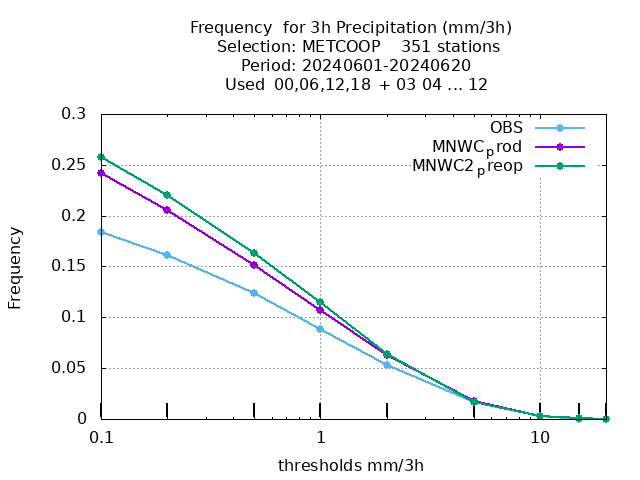 Frequency  for 3h Precipitation (mm/3h)
Selection: METCOOP    351 stations
Period: 20240601-20240620
Used  00,06,12,18 + 03 04 ... 12
OBS
MNWCprod
MNWC2preop
0.3
0.25
0.2
0.15
0.1
0.05
0
Frequency
0.1
1
10
thresholds mm/3h